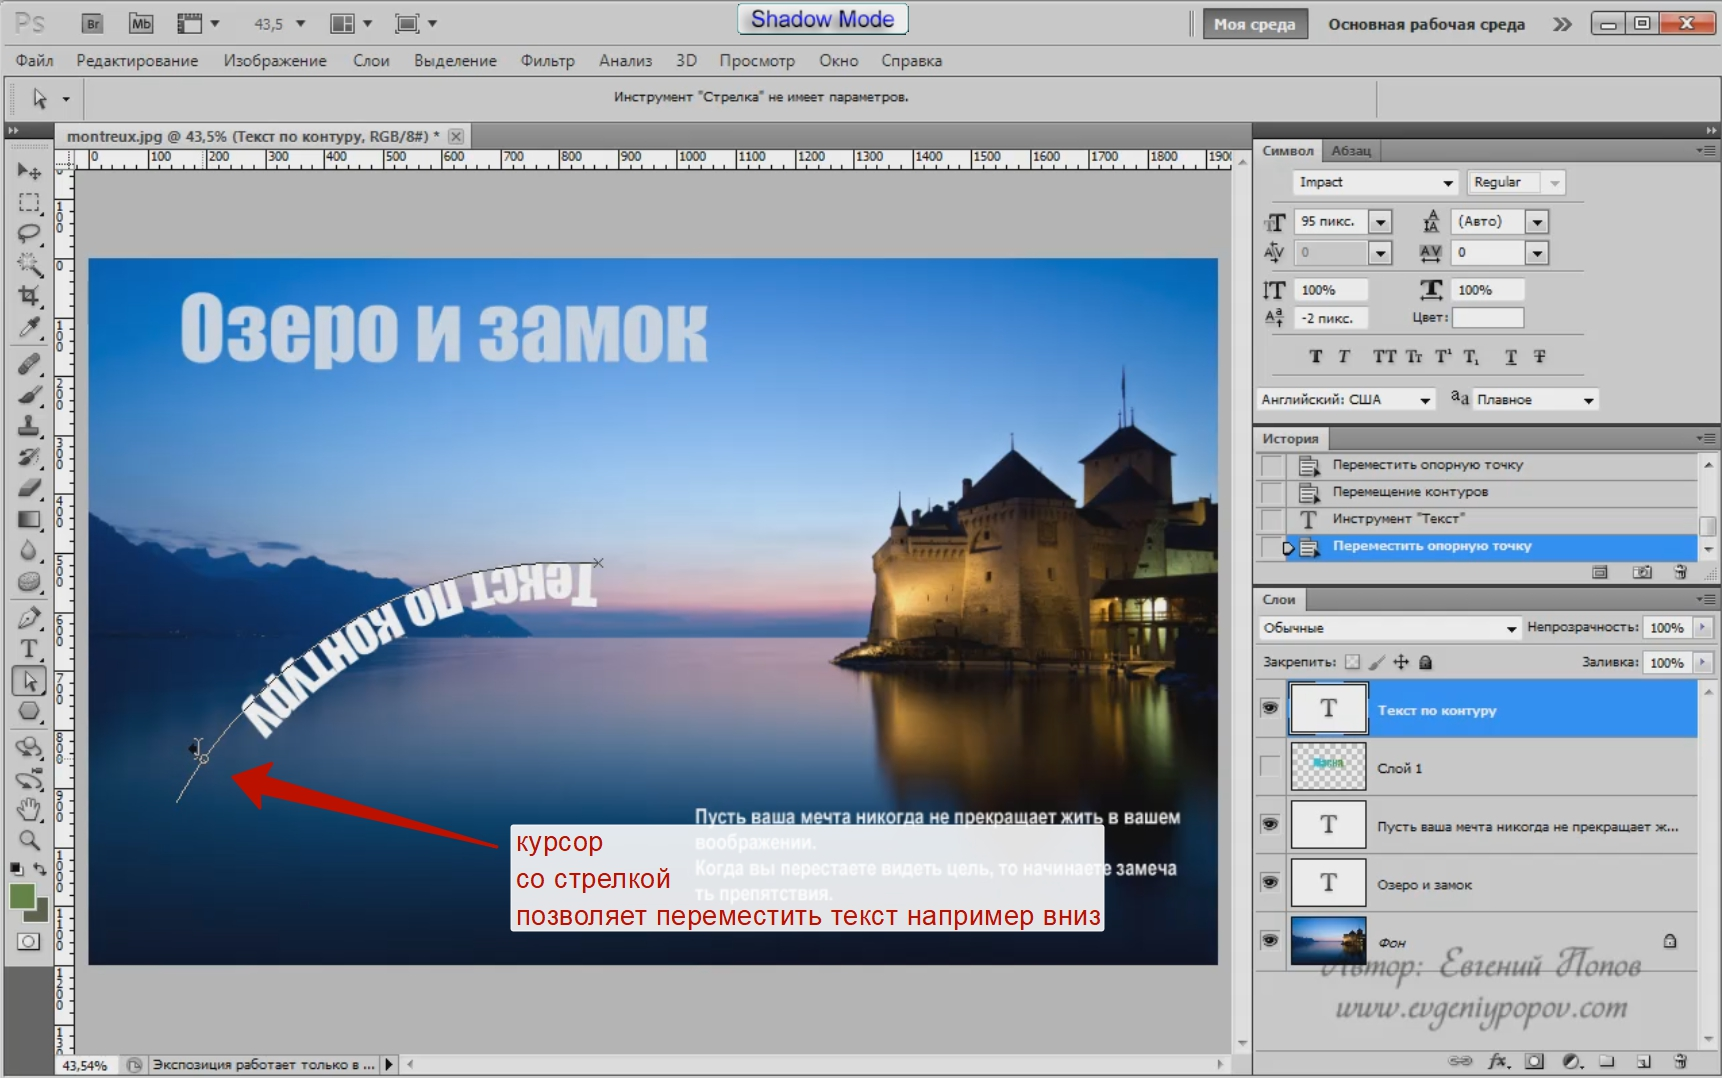 Ps Br Mb 43,5 Shadow Mode Моя среда Основная рабочая среда
Файл Редактирование Изображение Слои Выделение Фильтр Анализ 3D Просмотр Окно Справка
Инструмент "Стрелка" не имеет параметров.
montreux.jpg @ 43,5% (Текст по контуру, RGB/8#) *
0 100 200 300 400 500 600 700 800 900 1000 1100 1200 1300 1400 1500 1600 1700 1800 1900
Озеро и замок
Текст по контуру
Пусть ваша мечта никогда не прекращает жить в вашем
воображении.
Когда вы перестаете видеть цель, то начинаете замеча
ть препятствия.
курсор
со стрелкой
позволяет переместить текст например вниз
43,54% Экспозиция работает только в ...
Символ Абзац
Impact Regular
95 пикс. (Авто)
0 0
100% 100%
-2 пикс. Цвет:
T T TT Tт T¹ T₁ T T
Английский: США aа Плавное
История
Переместить опорную точку
Перемещение контуров
Инструмент "Текст"
Переместить опорную точку
Слои
Обычные Непрозрачность: 100%
Закрепить: Заливка: 100%
Текст по контуру
Слой 1
Пусть ваша мечта никогда не прекращает ж...
Озеро и замок
Фон
Автор: Евгений Попов
www.evgeniypopov.com